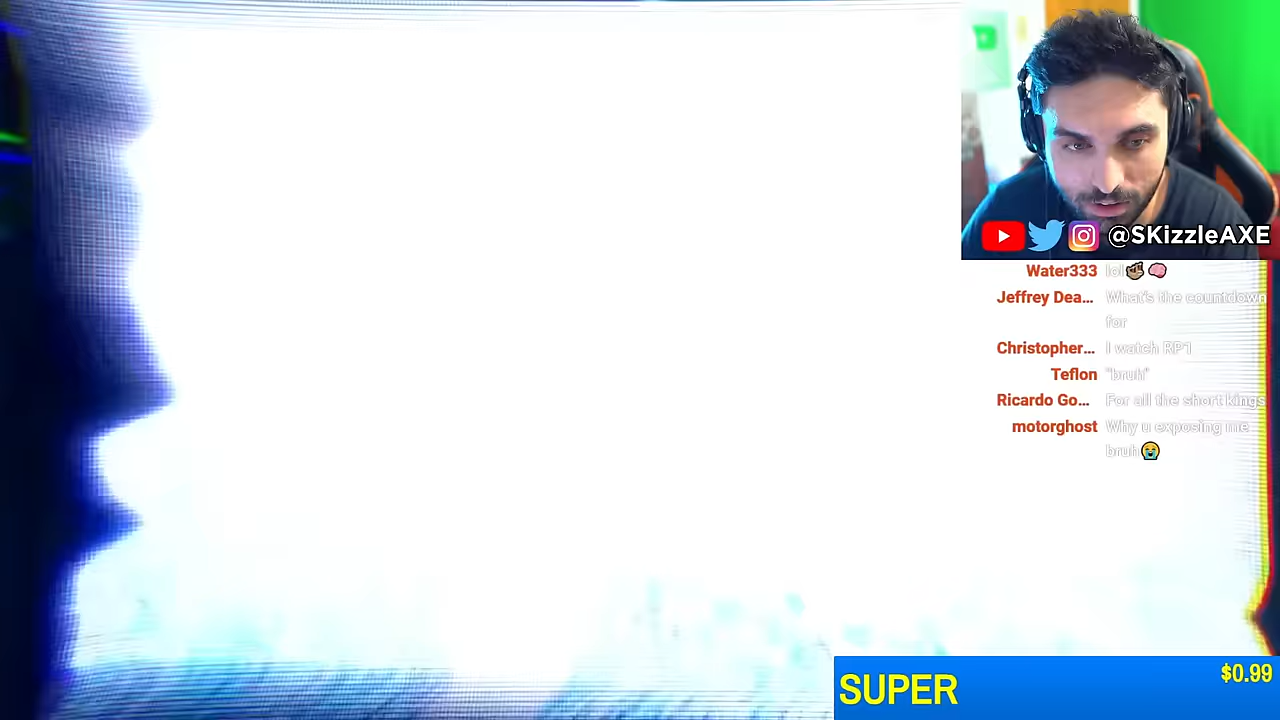 @SKizzleAXE
Water333 lol
Jeffrey Dea... What's the countdown
for
Christopher... I watch RP1
Teflon "bruh"
Ricardo Go... For all the short kings
motorghost Why u exposing me
bruh😭
$0.99
SUPER